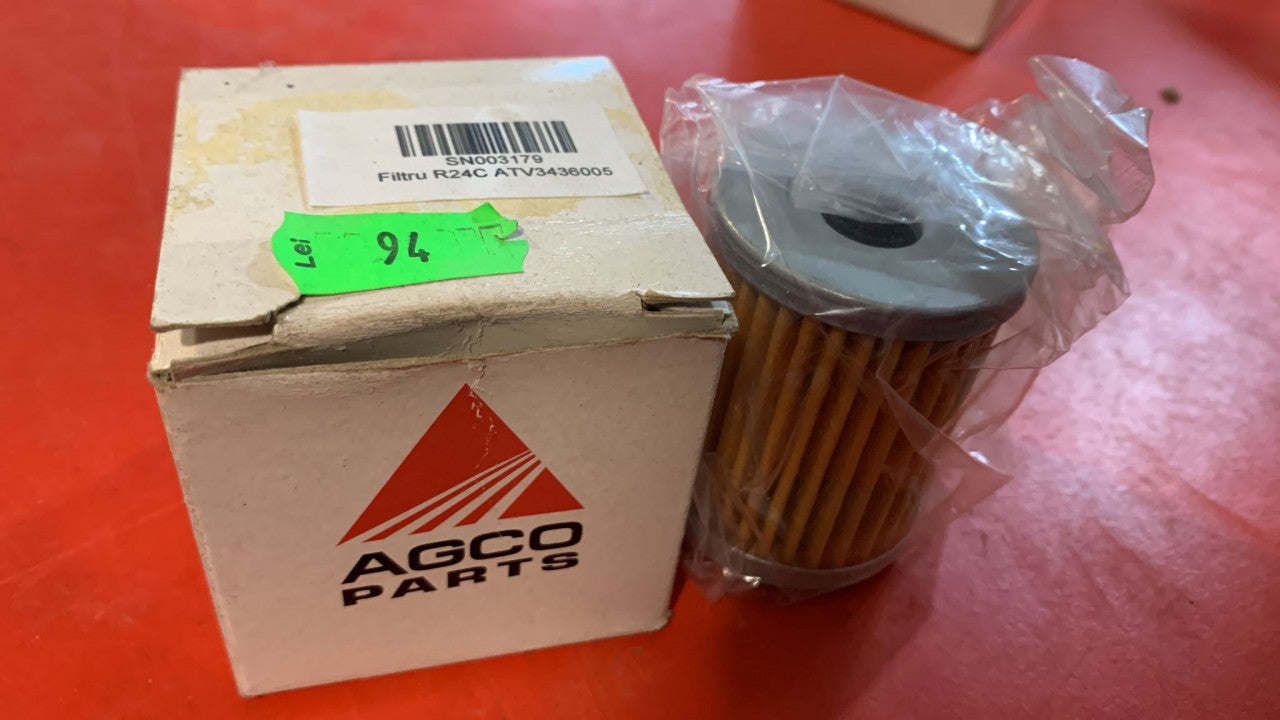 SN003179
Filtru R24C ATV3436005
Lei 94
AGCO
PARTS